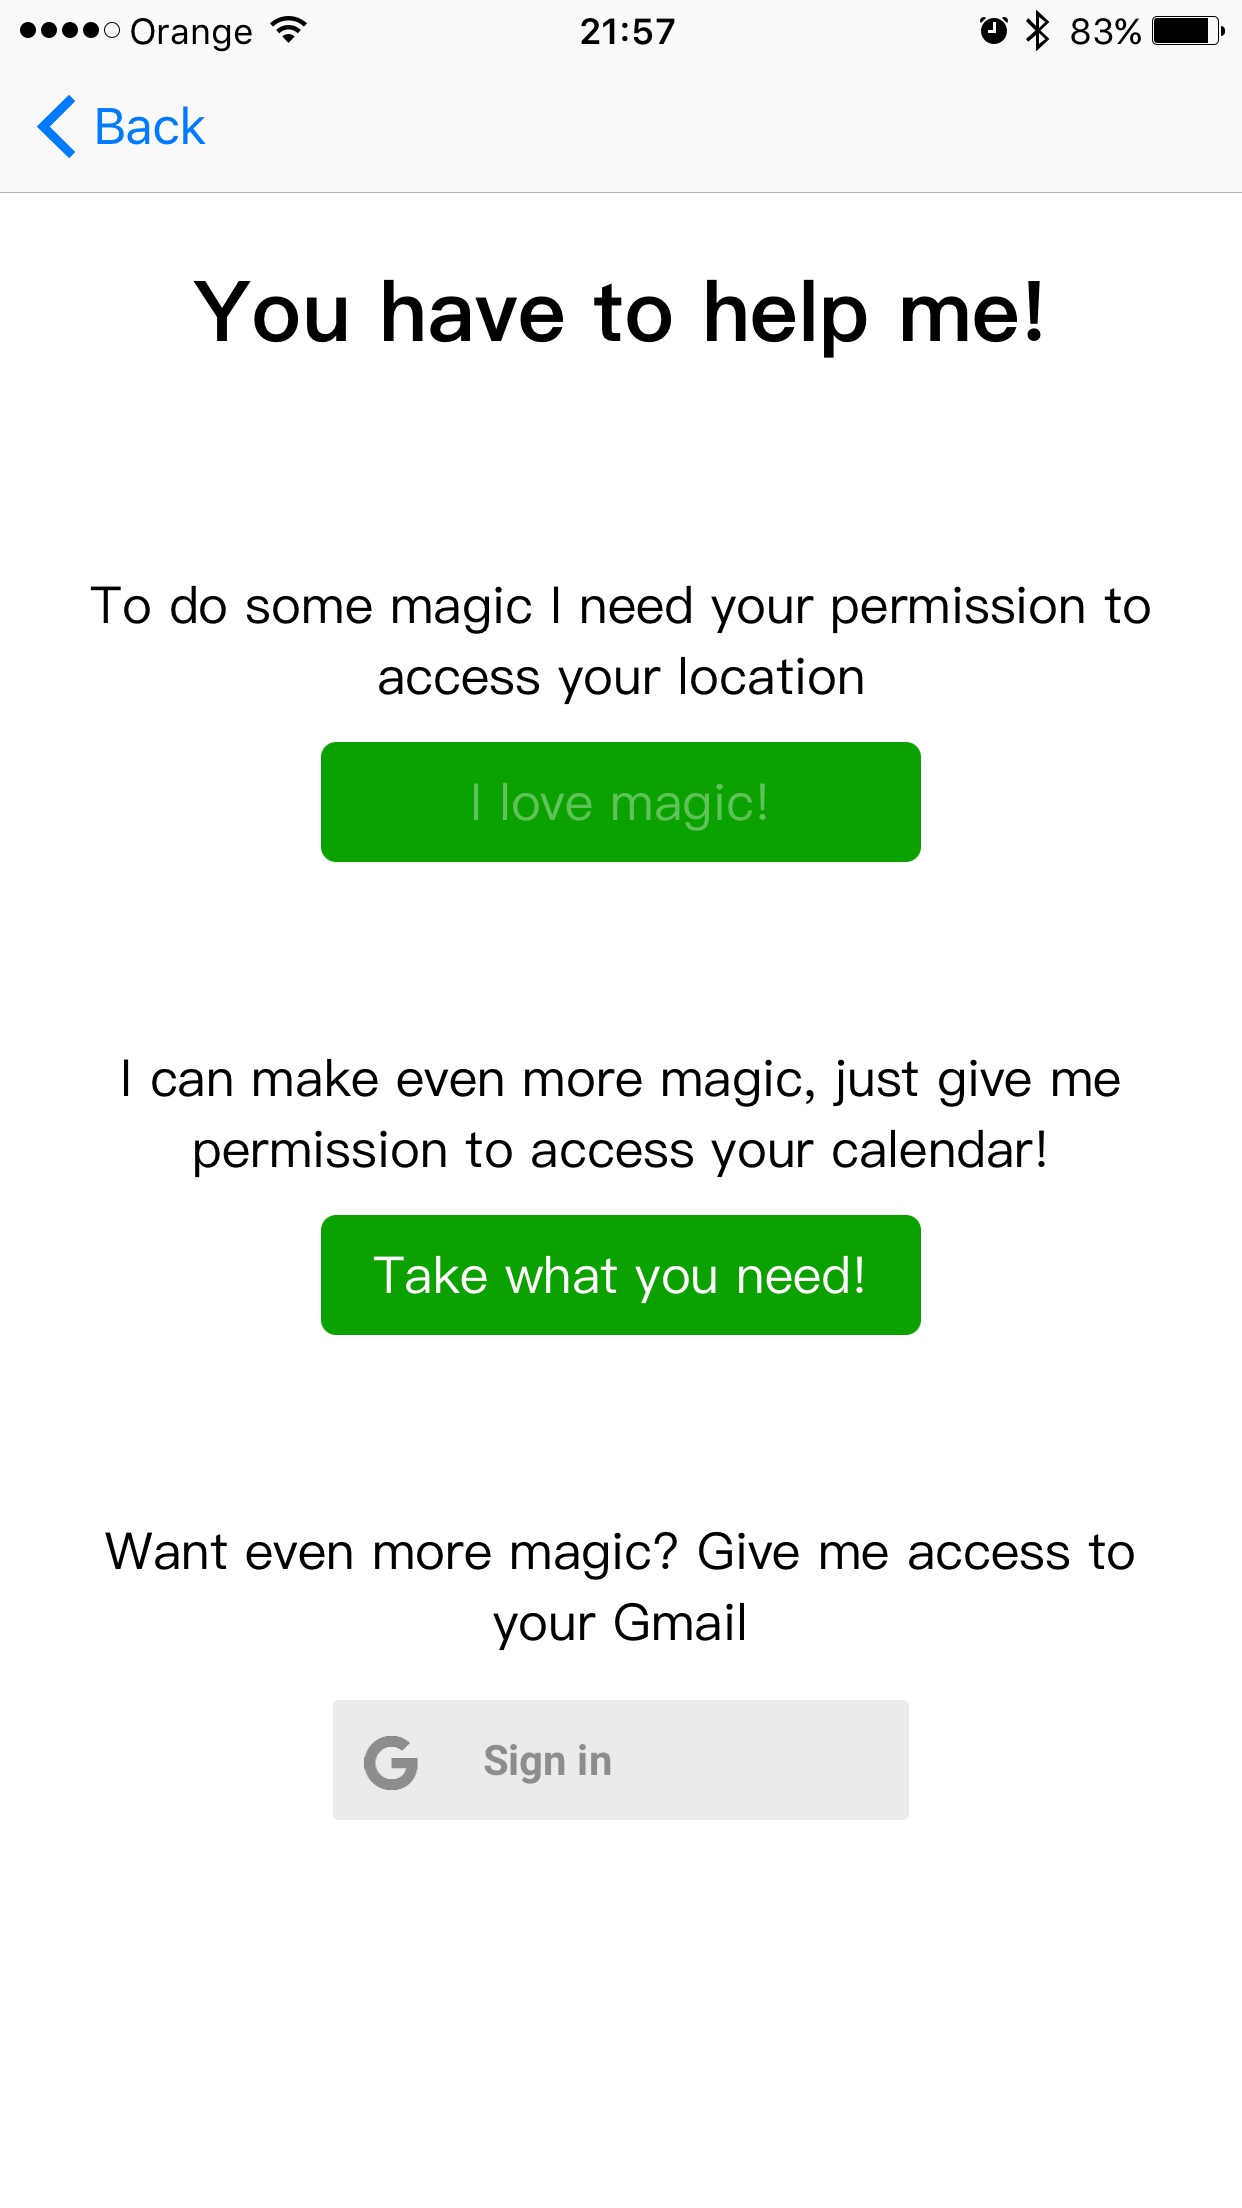 Orange 21:57 83%
Back
You have to help me!
To do some magic I need your permission to
access your location
I love magic!
I can make even more magic, just give me
permission to access your calendar!
Take what you need!
Want even more magic? Give me access to
your Gmail
G Sign in